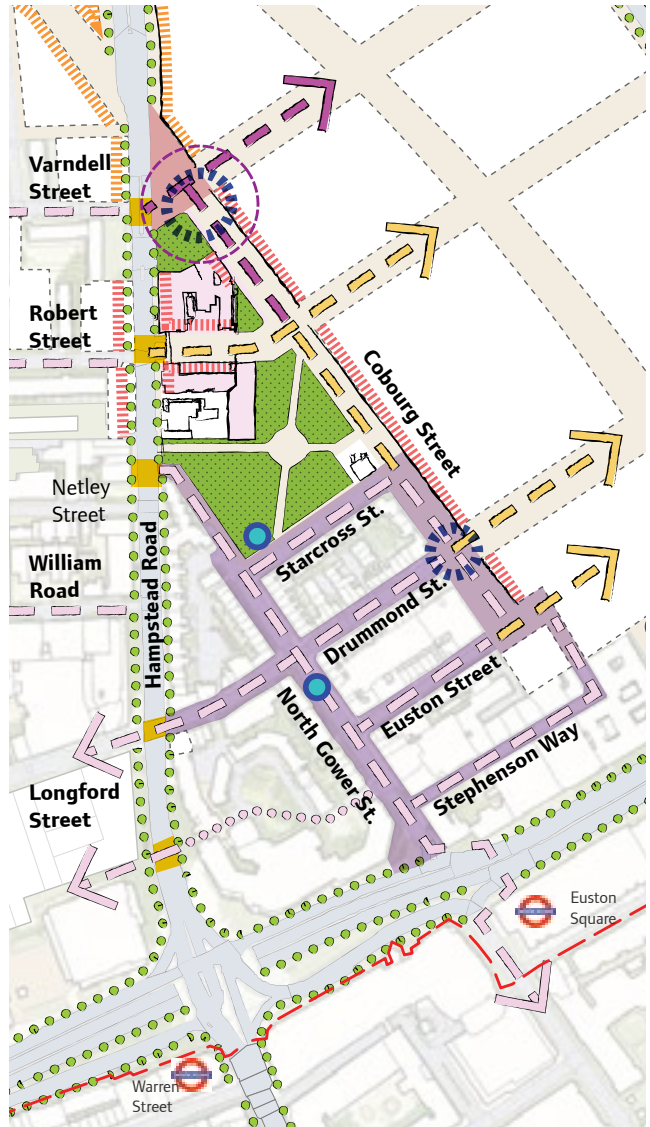 Varndell
Street
Robert
Street
Cobourg Street
Netley
Street
Starcross St.
William
Road
Hampstead Road
Drummond St.
Euston Street
North Gower St.
Stephenson Way
Longford
Street
Euston
Square
Warren
Street